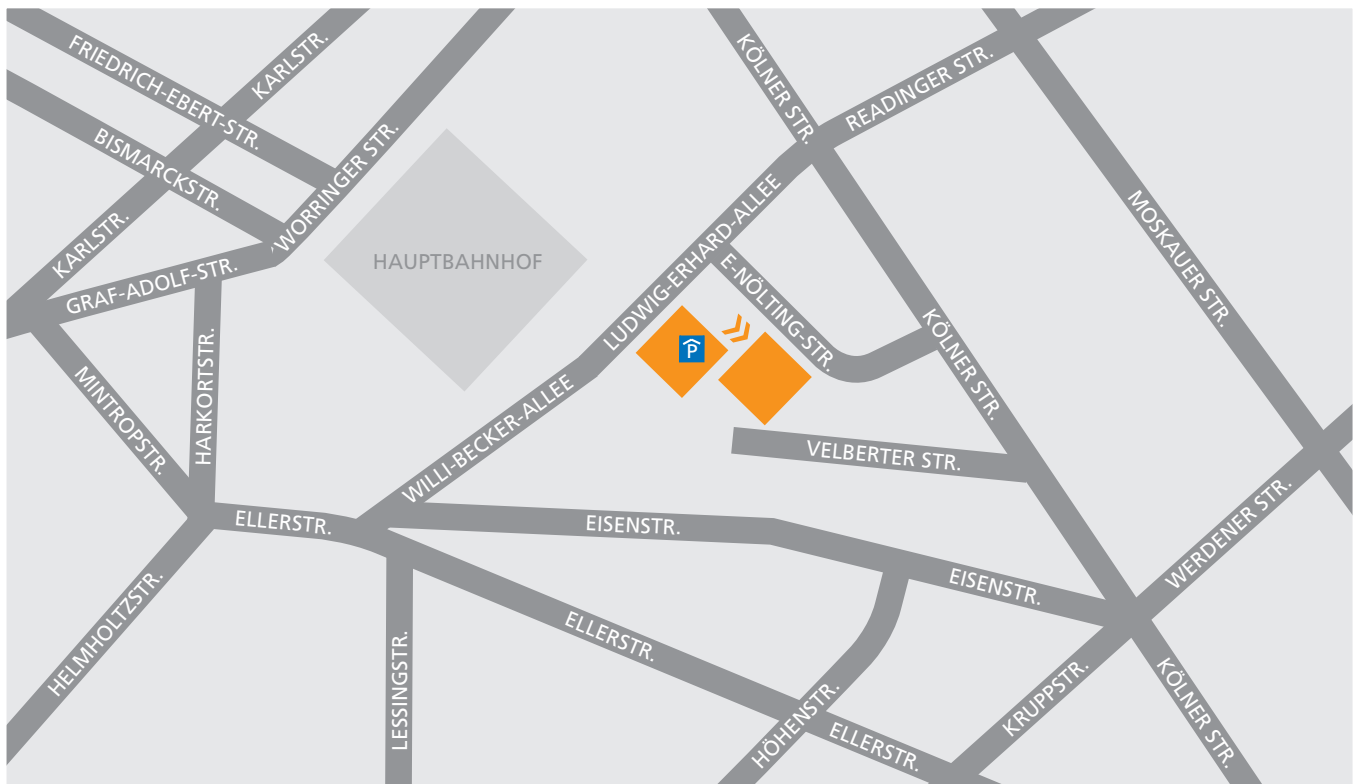 FRIEDRICH-EBERT-STR.
KARLSTR.
KÖLNER STR.
READINGER STR.
BISMARCKSTR.
WORRINGER STR.
KARLSTR.
HAUPTBAHNHOF
LUDWIG-ERHARD-ALLEE
MOSKAUER STR.
GRAF-ADOLF-STR.
E-NÖLTING-STR.
P
KÖLNER STR.
MINTROPSTR.
HARKORTSTR.
WILLI-BECKER-ALLEE
VELBERTER STR.
ELLERSTR.
EISENSTR.
WERDENER STR.
EISENSTR.
HELMHOLTZSTR.
ELLERSTR.
LESSINGSTR.
KRUPPSTR.
KÖLNER STR.
HÖHENSTR.
ELLERSTR.